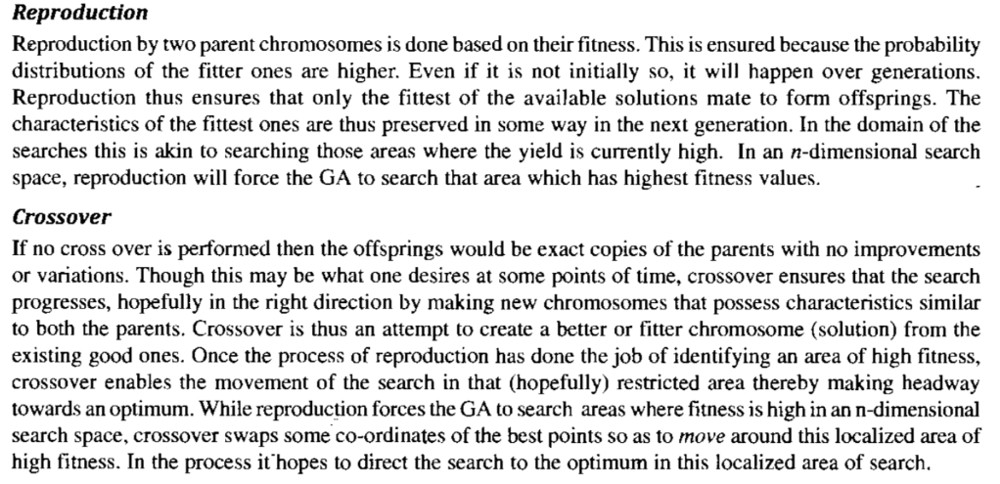 Reproduction
Reproduction by two parent chromosomes is done based on their fitness. This is ensured because the probability
distributions of the fitter ones are higher. Even if it is not initially so, it will happen over generations.
Reproduction thus ensures that only the fittest of the available solutions mate to form offsprings. The
characteristics of the fittest ones are thus preserved in some way in the next generation. In the domain of the
searches this is akin to searching those areas where the yield is currently high. In an n-dimensional search
space, reproduction will force the GA to search that area which has highest fitness values.
Crossover
If no cross over is performed then the offsprings would be exact copies of the parents with no improvements
or variations. Though this may be what one desires at some points of time, crossover ensures that the search
progresses, hopefully in the right direction by making new chromosomes that possess characteristics similar
to both the parents. Crossover is thus an attempt to create a better or fitter chromosome (solution) from the
existing good ones. Once the process of reproduction has done the job of identifying an area of high fitness,
crossover enables the movement of the search in that (hopefully) restricted area thereby making headway
towards an optimum. While reproduction forces the GA to search areas where fitness is high in an n-dimensional
search space, crossover swaps some co-ordinates of the best points so as to move around this localized area of
high fitness. In the process it hopes to direct the search to the optimum in this localized area of search.